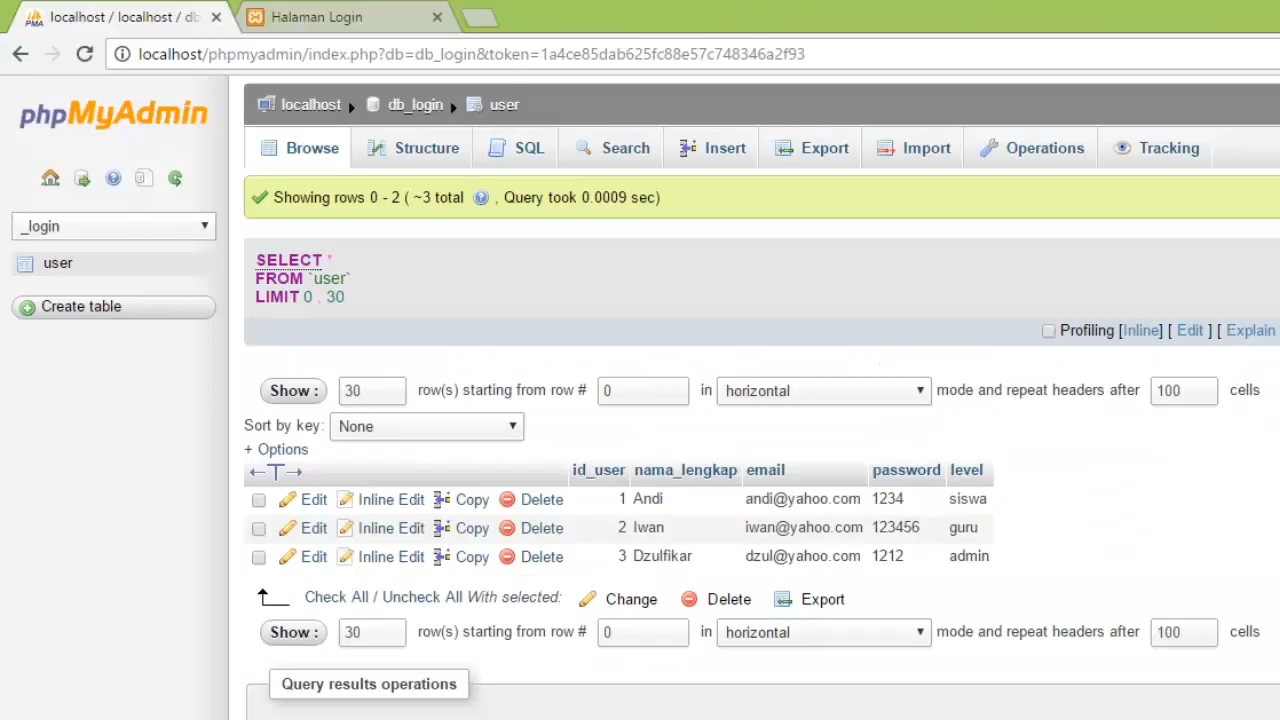 localhost / localhost / db
Halaman Login
localhost/phpmyadmin/index.php?db=db_login&token=1a4ce85dab625fc88e57c748346a2f93
PMA
phpMyAdmin
localhost db_login user
Browse Structure SQL Search Insert Export Import Operations Tracking
Showing rows 0 - 2 ( ~3 total , Query took 0.0009 sec)
_login
user
Create table
SELECT *
FROM `user`
LIMIT 0 , 30
Profiling [Inline] [ Edit ] [ Explain
Show : 30 row(s) starting from row # 0 in horizontal mode and repeat headers after 100 cells
Sort by key: None
+ Options
←T→ id_user nama_lengkap email password level
Edit Inline Edit Copy Delete 1 Andi andi@yahoo.com 1234 siswa
Edit Inline Edit Copy Delete 2 Iwan iwan@yahoo.com 123456 guru
Edit Inline Edit Copy Delete 3 Dzulfikar dzul@yahoo.com 1212 admin
Check All / Uncheck All With selected: Change Delete Export
Show : 30 row(s) starting from row # 0 in horizontal mode and repeat headers after 100 cells
Query results operations